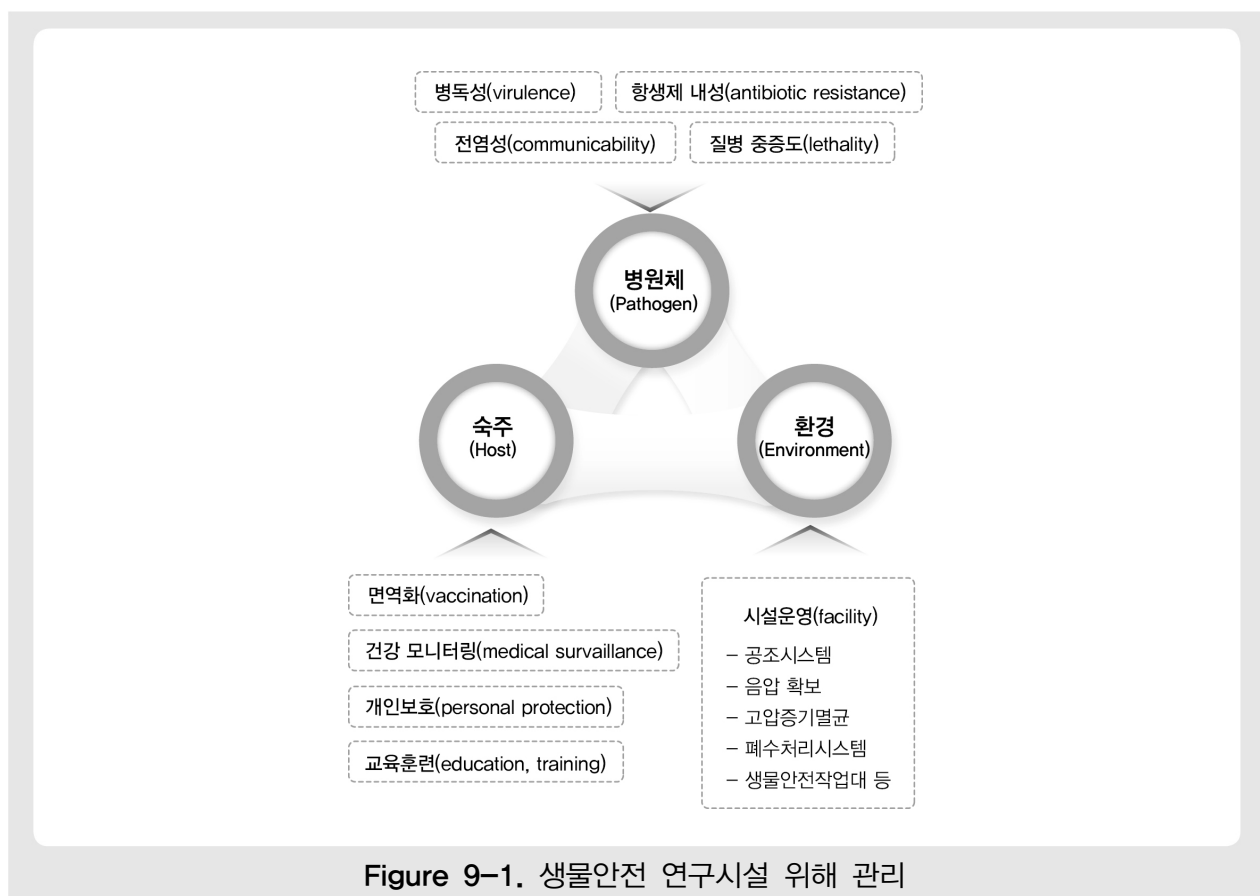 병독성(virulence) 항생제 내성(antibiotic resistance)
전염성(communicability) 질병 중증도(lethality)
병원체
(Pathogen)
숙주
(Host)
환경
(Environment)
면역화(vaccination)
건강 모니터링(medical survaillance)
개인보호(personal protection)
교육훈련(education, training)
시설운영(facility)
– 공조시스템
– 음압 확보
– 고압증기멸균
– 폐수처리시스템
– 생물안전작업대 등
Figure 9–1. 생물안전 연구시설 위해 관리